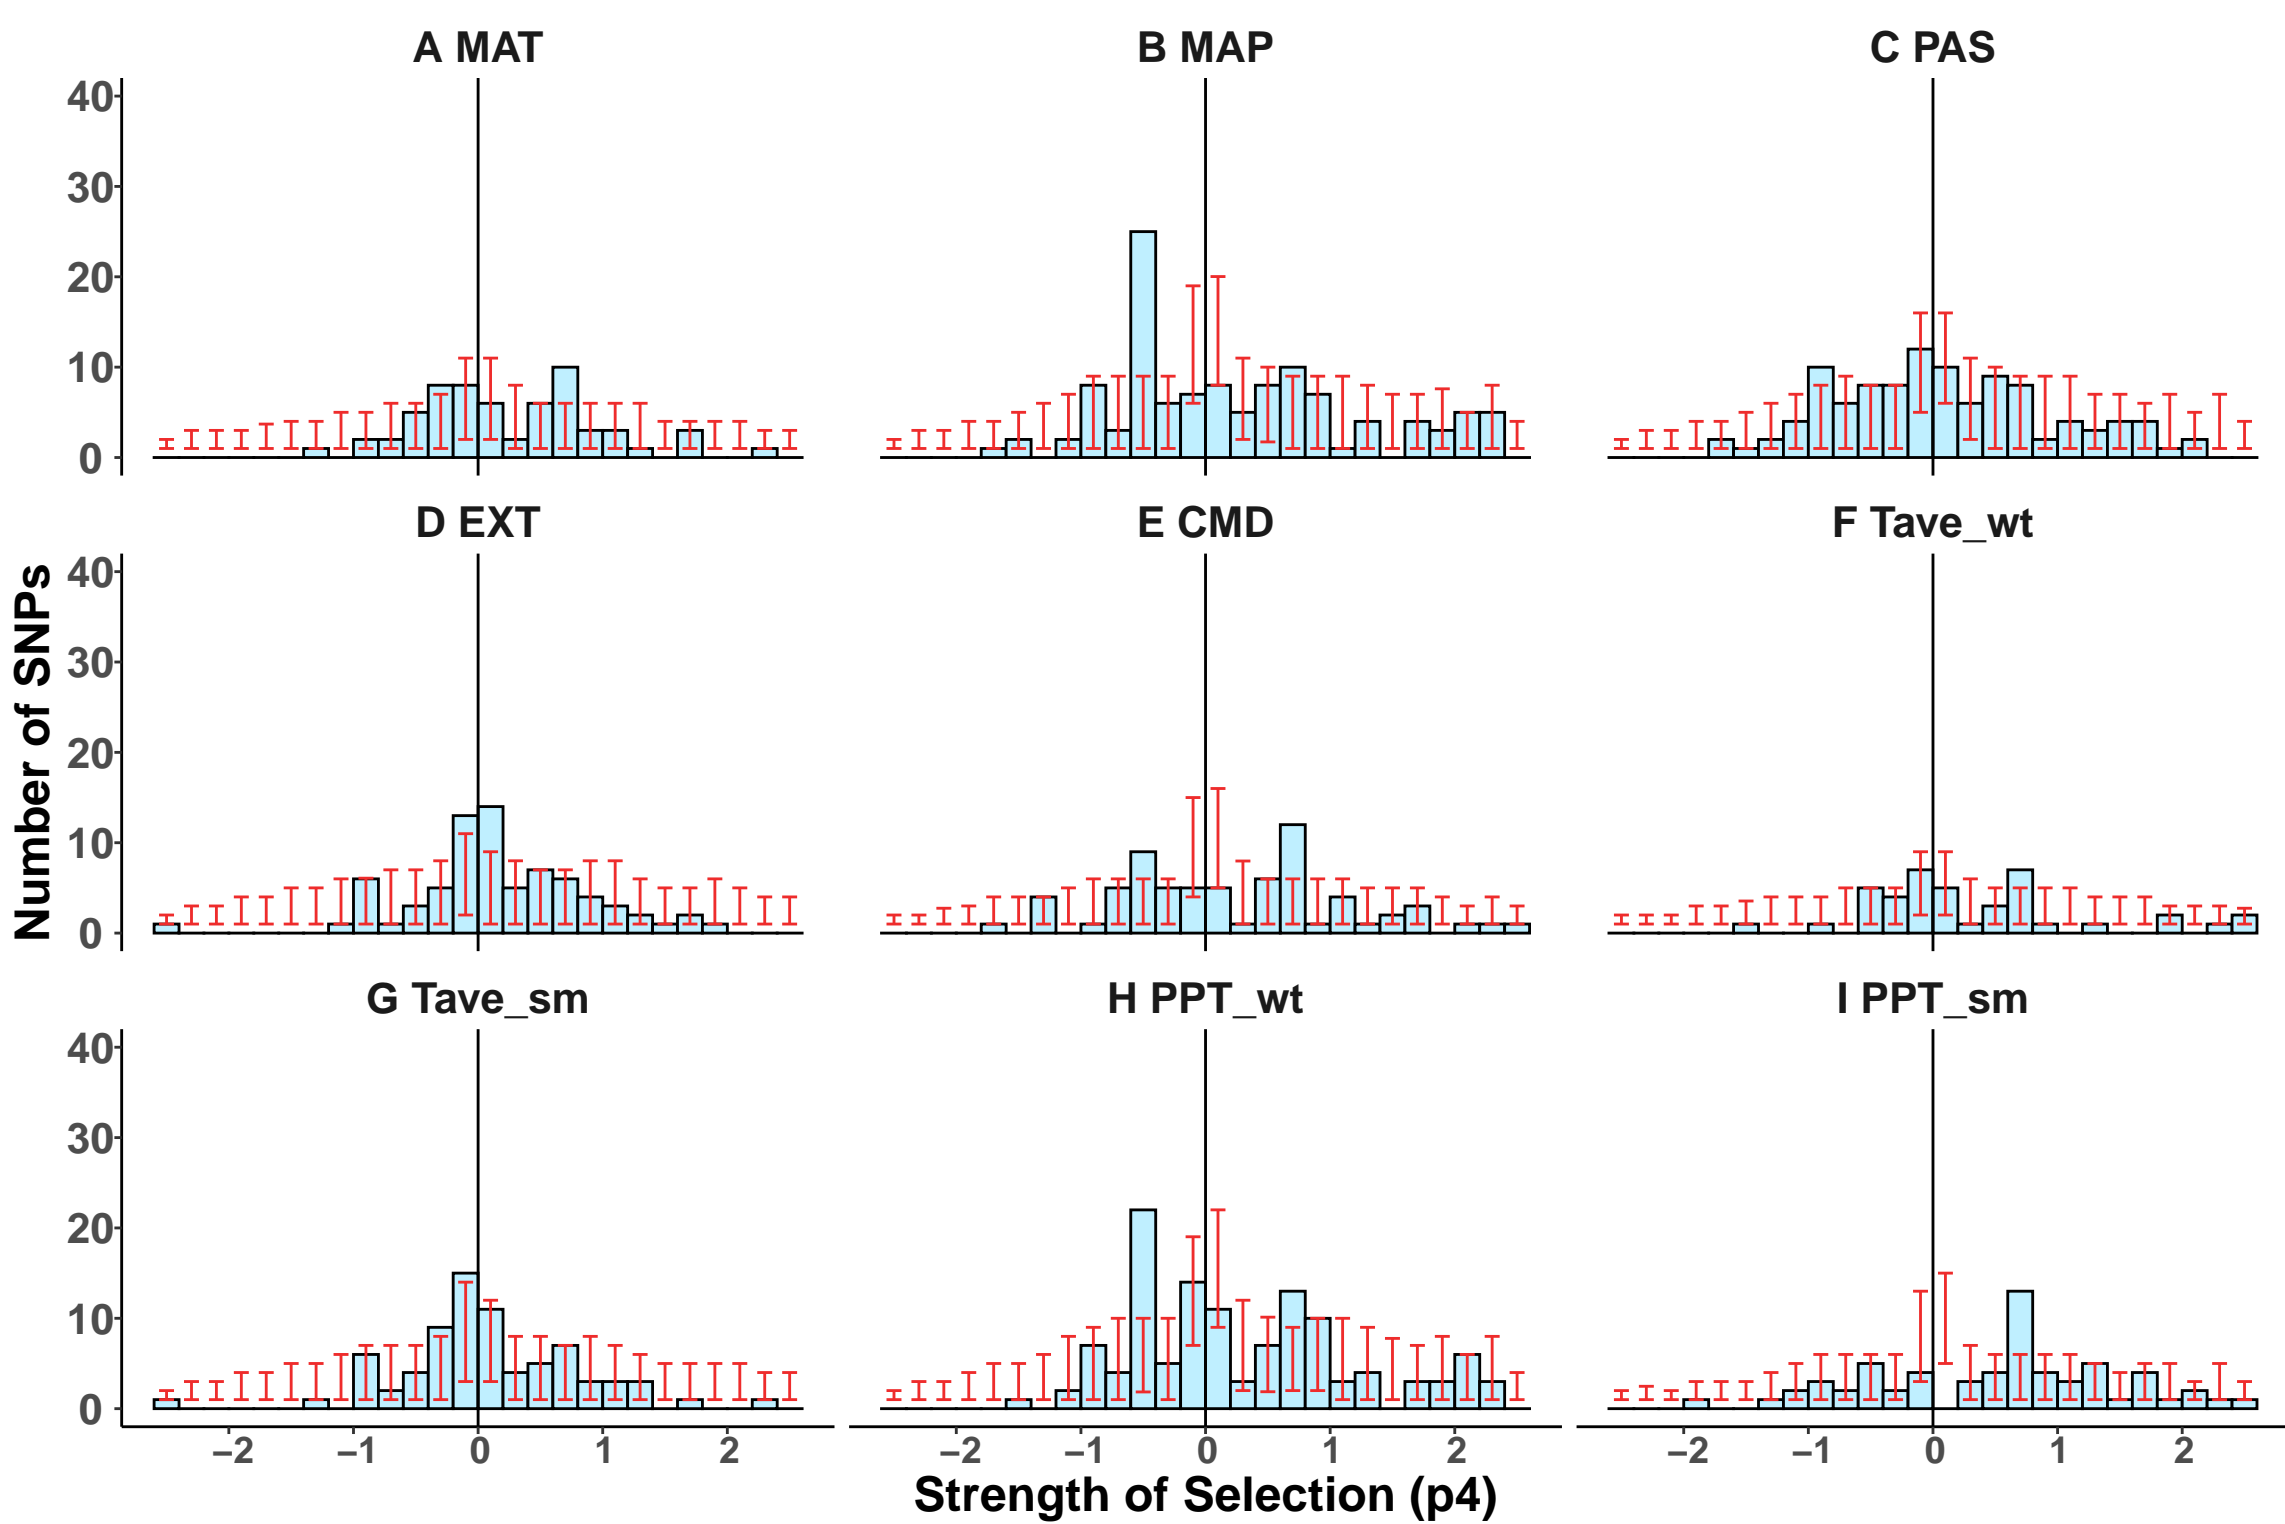 A MAT B MAP C PAS
40
30
20
10
0
D EXT E CMD F Tave_wt
40
30
20
10
0
G Tave_sm H PPT_wt I PPT_sm
40
30
20
10
0
−2 −1 0 1 2 −2 −1 0 1 2 −2 −1 0 1 2
Number of SNPs
Strength of Selection (p4)